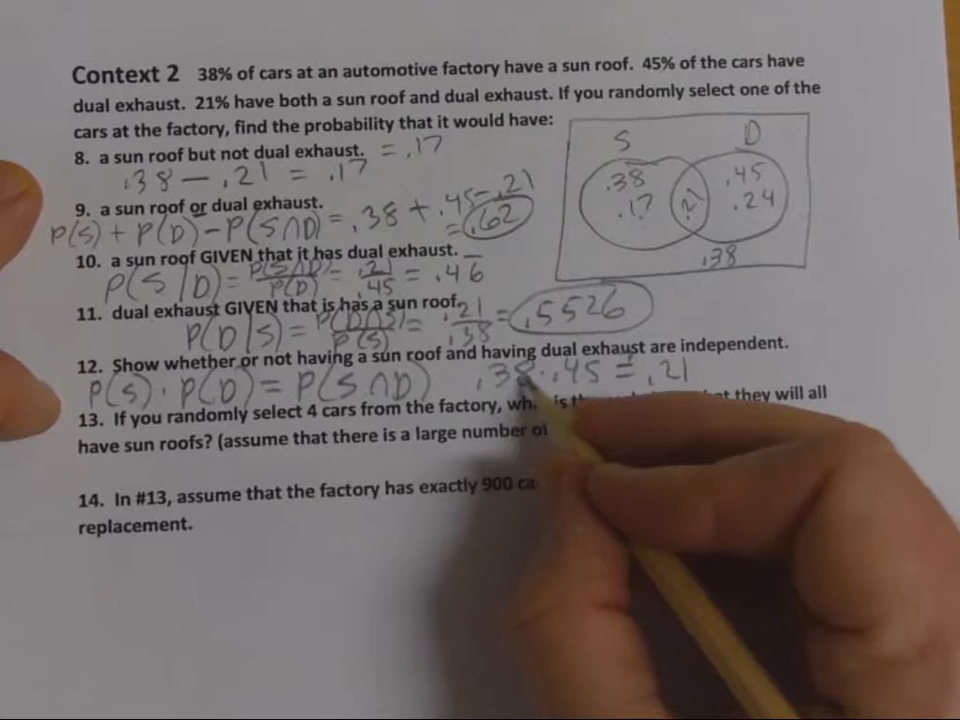 Context 2 38% of cars at an automotive factory have a sun roof. 45% of the cars have
dual exhaust. 21% have both a sun roof and dual exhaust. If you randomly select one of the
cars at the factory, find the probability that it would have:
8. a sun roof but not dual exhaust. = .17
.38 - .21 = .17
9. a sun roof or dual exhaust.
P(S) + P(D) - P(S∩D) = .38 + .45 - .21
= .62
S D
.38 .45
.17 .21 .24
.38
10. a sun roof GIVEN that it has dual exhaust.
P(S|D) = P(S∩D)/P(D) = .21/.45 = .46
11. dual exhaust GIVEN that is has a sun roof.
P(D|S) = P(D∩S)/P(S) = .21/.38 = .5526
12. Show whether or not having a sun roof and having dual exhaust are independent.
P(S) · P(D) = P(S∩D) .38 · .45 = .21
13. If you randomly select 4 cars from the factory, they will all
have sun roofs? (assume that there is a large number of
14. In #13, assume that the factory has exactly 900
replacement.